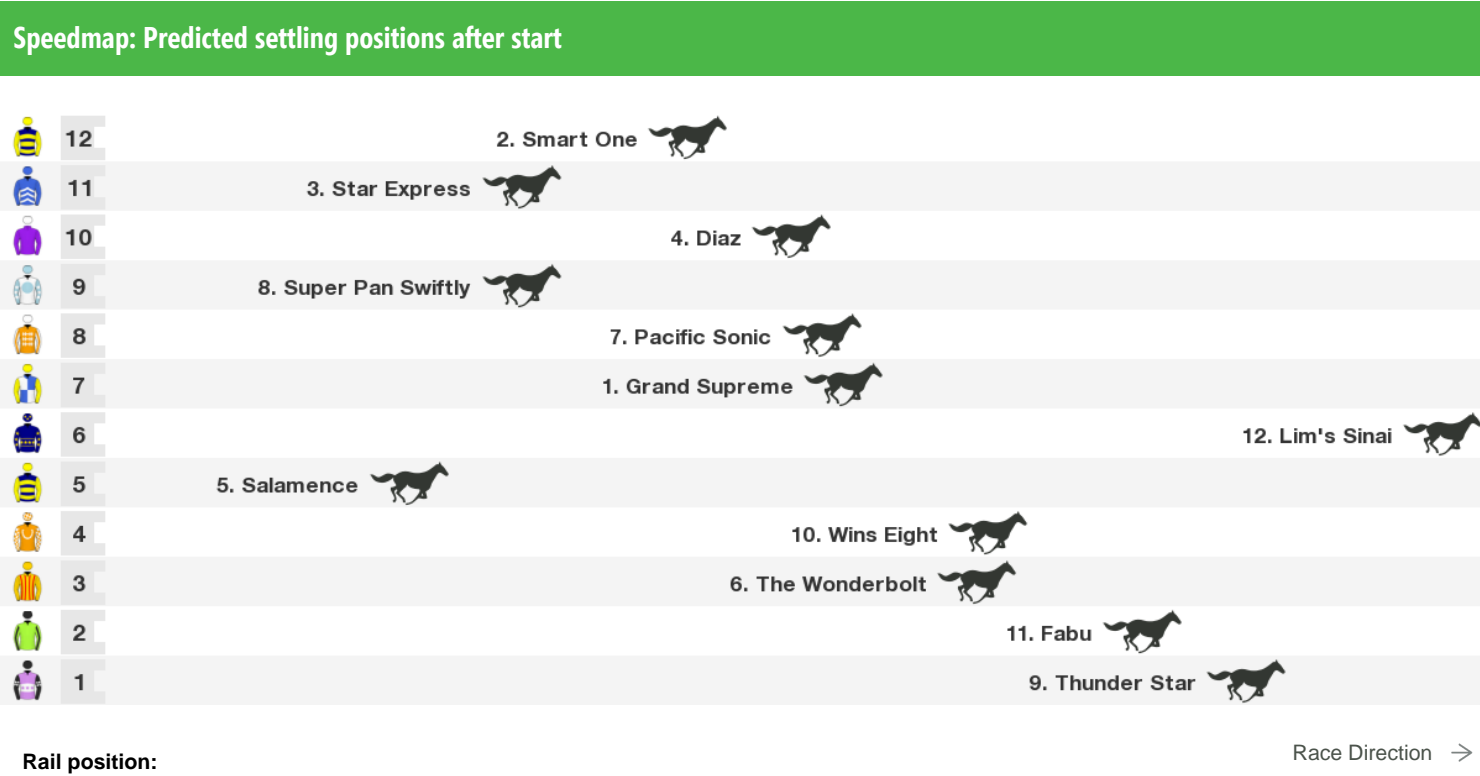 Speedmap: Predicted settling positions after start
12 2. Smart One
11 3. Star Express
10 4. Diaz
9 8. Super Pan Swiftly
8 7. Pacific Sonic
7 1. Grand Supreme
6 12. Lim's Sinai
5 5. Salamence
4 10. Wins Eight
3 6. The Wonderbolt
2 11. Fabu
1 9. Thunder Star
Race Direction
Rail position: